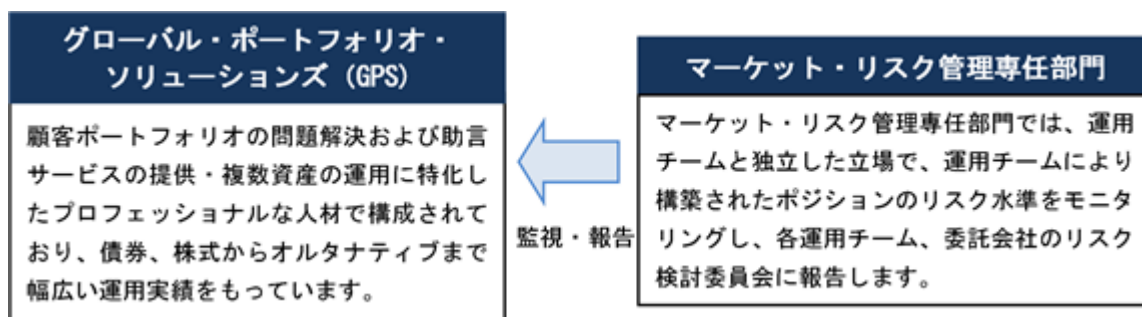 グローバル・ポートフォリオ・
ソリューションズ (GPS)
顧客ポートフォリオの問題解決および助言
サービスの提供・複数資産の運用に特化し
たプロフェッショナルな人材で構成されて
おり、債券、株式からオルタナティブまで
幅広い運用実績をもっています。
監視・報告
マーケット・リスク管理専任部門
マーケット・リスク管理専任部門では、運用
チームと独立した立場で、運用チームにより
構築されたポジションのリスク水準をモニタ
リングし、各運用チーム、委託会社のリスク
検討委員会に報告します。